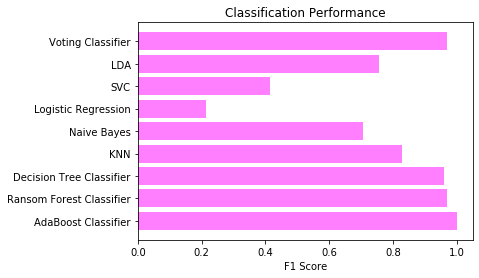 Classification Performance
Voting Classifier
LDA
SVC
Logistic Regression
Naive Bayes
KNN
Decision Tree Classifier
Ransom Forest Classifier
AdaBoost Classifier
0.0 0.2 0.4 0.6 0.8 1.0
F1 Score